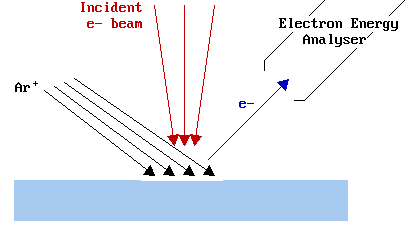 Incident
e- beam
Electron Energy
Analyser
Ar+
e-